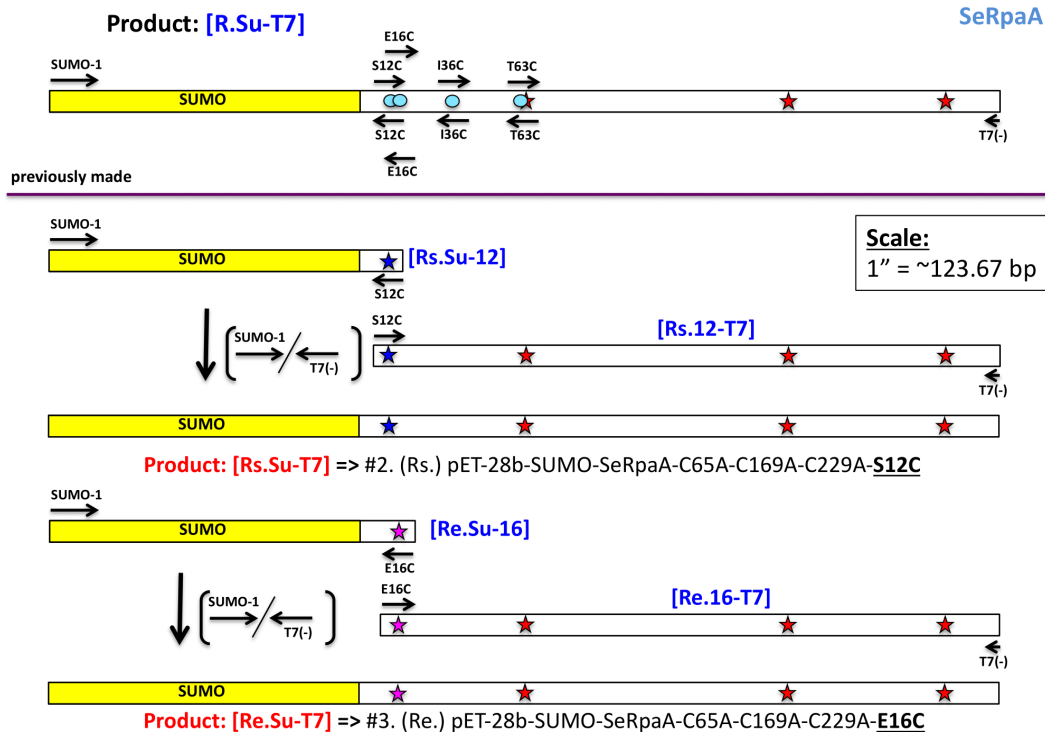 Product: [R.Su-T7]
SeRpaA
E16C
SUMO-1
S12C
I36C
T63C
SUMO
S12C
I36C
T63C
T7(-)
E16C
previously made
SUMO-1
Scale:
1” = ~123.67 bp
SUMO
[Rs.Su-12]
S12C
S12C
[Rs.12-T7]
SUMO-1
T7(-)
T7(-)
SUMO
Product: [Rs.Su-T7] => #2. (Rs.) pET-28b-SUMO-SeRpaA-C65A-C169A-C229A-S12C
SUMO-1
SUMO
[Re.Su-16]
E16C
E16C
[Re.16-T7]
SUMO-1
T7(-)
T7(-)
SUMO
Product: [Re.Su-T7] => #3. (Re.) pET-28b-SUMO-SeRpaA-C65A-C169A-C229A-E16C